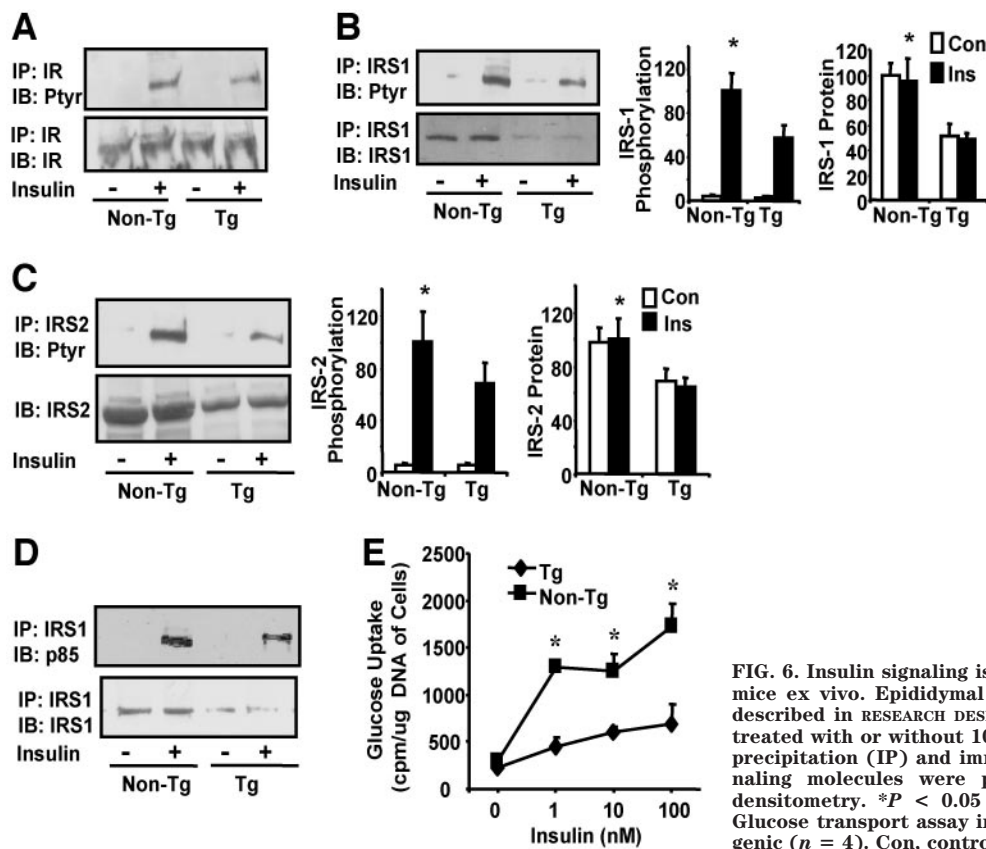 A
IP: IR
IB: Ptyr
IP: IR
IB: IR
Insulin - + - +
Non-Tg Tg
B
IP: IRS1
IB: Ptyr
IP: IRS1
IB: IRS1
Insulin - + - +
Non-Tg Tg
IRS-1
Phosphorylation
120
80
40
0
*
Non-Tg Tg
IRS-1 Protein
120
100
80
60
40
20
0
*
Con
Ins
Non-Tg Tg
C
IP: IRS2
IB: Ptyr
IB: IRS2
Insulin - + - +
Non-Tg Tg
IRS-2
Phosphorylation
120
80
40
0
*
Non-Tg Tg
IRS-2 Protein
120
80
40
0
*
Con
Ins
Non-Tg Tg
D
IP: IRS1
IB: p85
IP: IRS1
IB: IRS1
Insulin - + - +
Non-Tg Tg
E
Glucose Uptake
(cpm/ug DNA of Cells)
2500
2000
1500
1000
500
0
Tg
Non-Tg
* * *
0 1 10 100
Insulin (nM)
FIG. 6. Insulin signaling is
mice ex vivo. Epididymal
described in RESEARCH DESI
treated with or without 10
precipitation (IP) and imm
naling molecules were p
densitometry. *P < 0.05
Glucose transport assay in
genic (n = 4). Con, contro